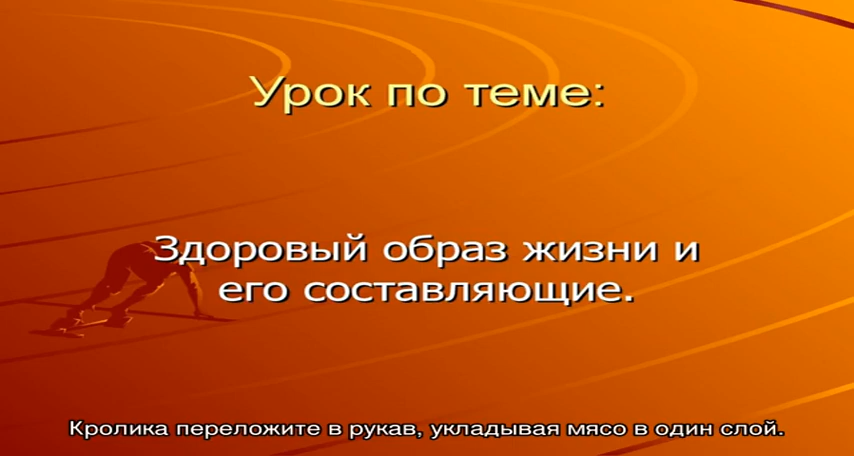 Урок по теме:
Здоровый образ жизни и
его составляющие.
Кролика переложите в рукав, укладывая мясо в один слой.